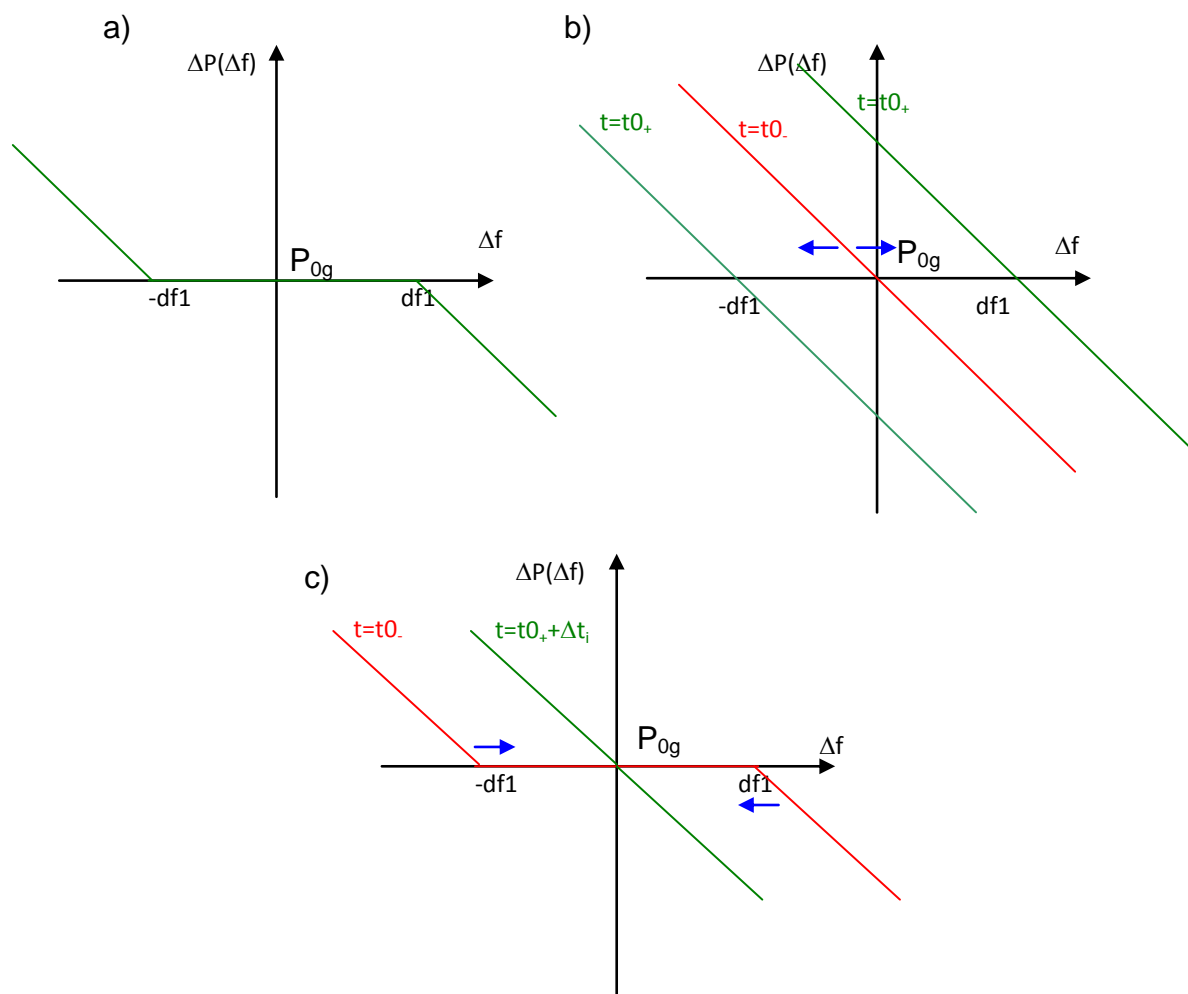 a)
ΔP(Δf)
Δf
P0g
-df1
df1
b)
ΔP(Δf)
t=t0+
t=t0-
t=t0+
P0g
Δf
-df1
df1
c)
ΔP(Δf)
t=t0-
t=t0++Δti
P0g
Δf
-df1
df1